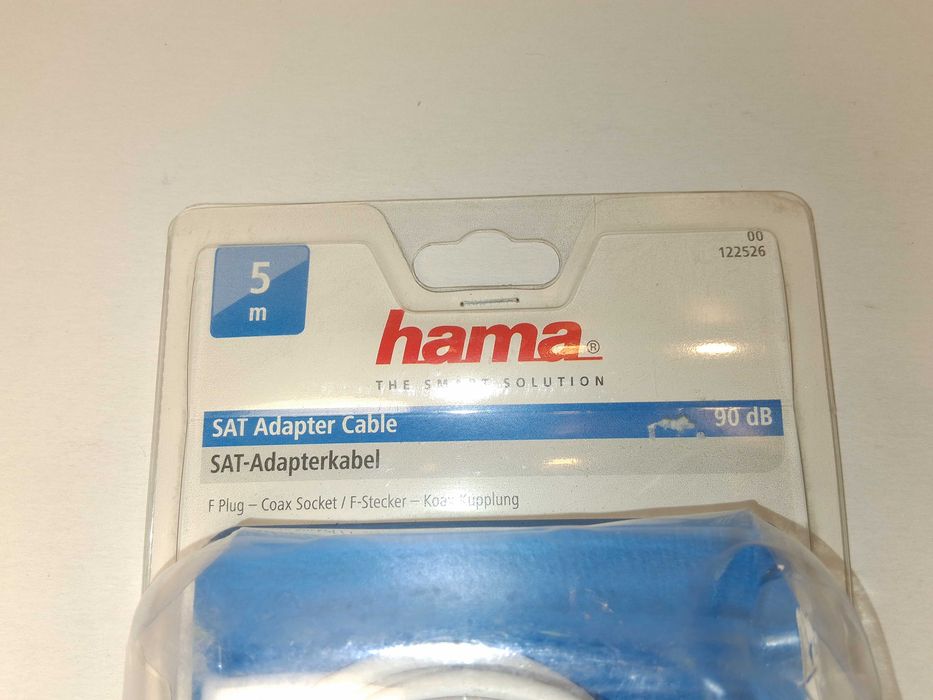 00
122526
5
m
hama®
THE SMART SOLUTION
SAT Adapter Cable
90 dB
SAT-Adapterkabel
F Plug – Coax Socket / F-Stecker – Koax Kupplung